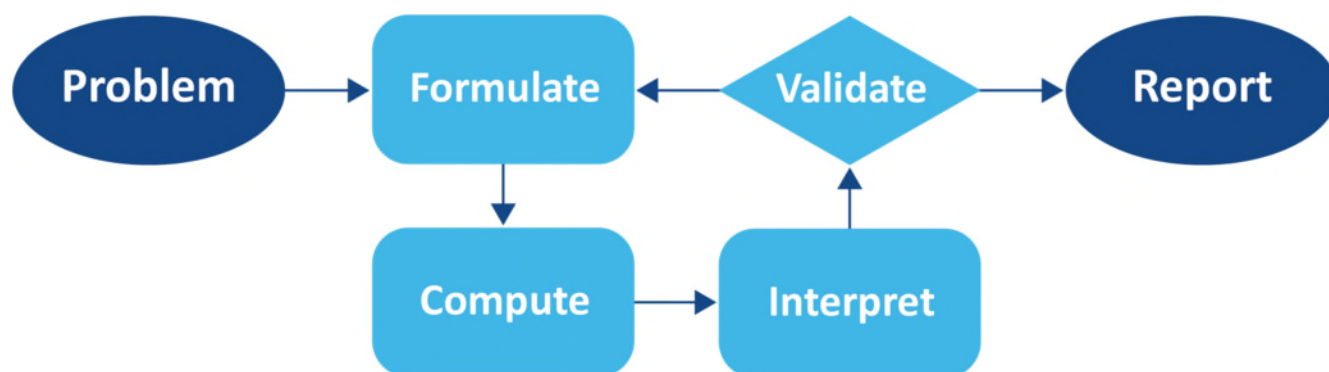 Problem
Formulate
Validate
Report
Compute
Interpret